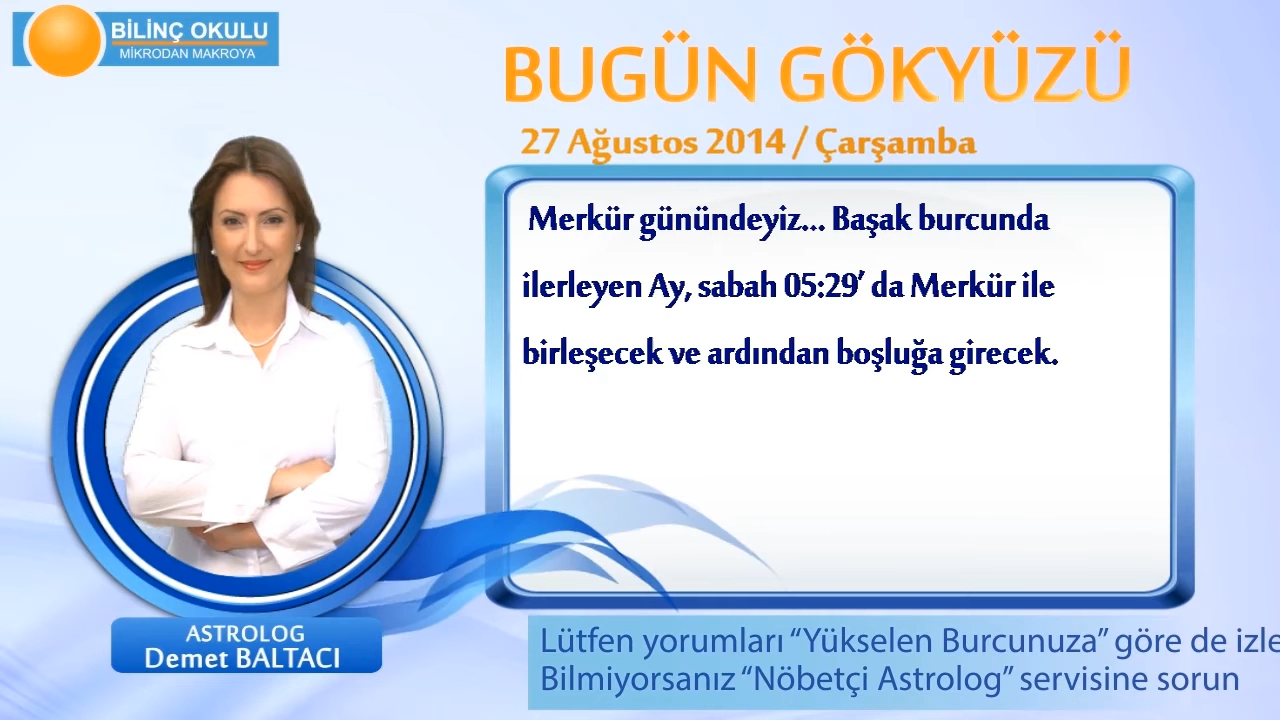 BİLİNÇ OKULU
MİKRODAN MAKROYA
BUGÜN GÖKYÜZÜ
27 Ağustos 2014 / Çarşamba
Merkür günündeyiz... Başak burcunda
ilerleyen Ay, sabah 05:29’ da Merkür ile
birleşecek ve ardından boşluğa girecek.
ASTROLOG
Demet BALTACI
Lütfen yorumları “Yükselen Burcunuza” göre de izle
Bilmiyorsanız “Nöbetçi Astrolog” servisine sorun